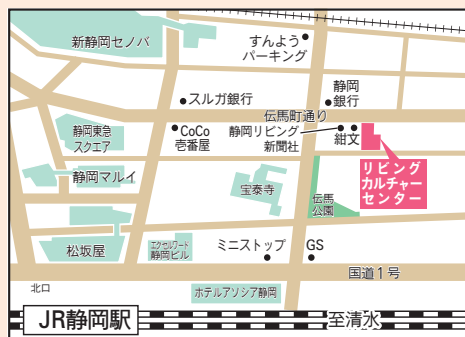 新静岡セノバ
すんよう
パーキング
スルガ銀行
静岡
銀行
伝馬町通り
静岡東急
スクエア
CoCo
壱番屋
静岡リビング
新聞社
紺文
リビング
カルチャー
センター
静岡マルイ
宝泰寺
伝馬
公園
松坂屋
エクセルワード
静岡ビル
ミニストップ
GS
国道1号
北口
ホテルアソシア静岡
JR静岡駅
至清水